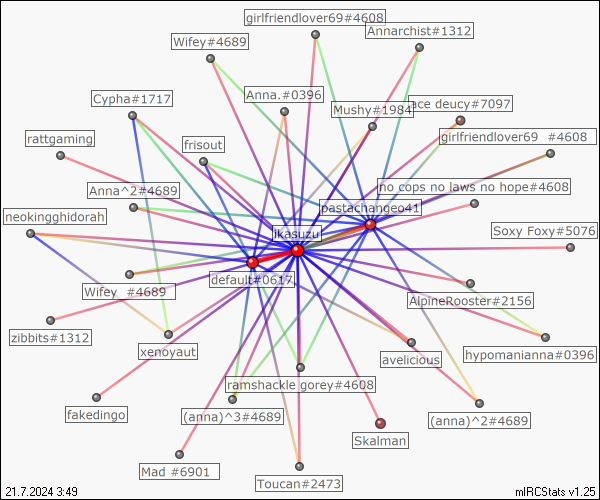 girlfriendlover69#4608
Annarchist#1312
Wifey#4689
Anna.#0396
Cypha#1717
Mushy#1984
ace deucy#7097
girlfriendlover69 #4608
rattgaming
frisout
no cops no laws no hope#4608
Anna^2#4689
pastachangeo41
neokingghidorah
ikasuzui
Soxy Foxy#5076
default#0617
Wifey #4689
AlpineRooster#2156
zibbits#1312
xenoyaut
avelicious
hypomanianna#0396
ramshackle gorey#4608
fakedingo
(anna)^3#4689
(anna)^2#4689
Skalman
Mad #6901
Toucan#2473
21.7.2024 3:49
mIRCStats v1.25